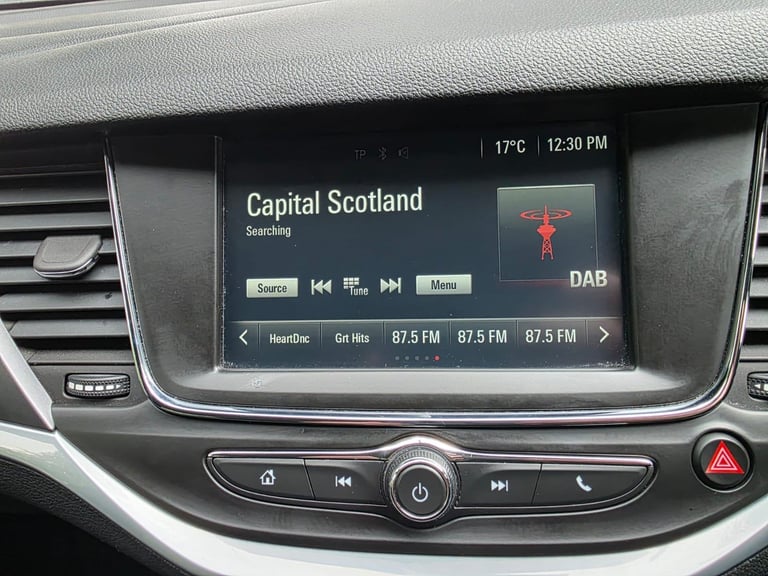 TP
17°C
12:30 PM
Capital Scotland
Searching
DAB
Source
Tune
Menu
HeartDnc
Grt Hits
87.5 FM
87.5 FM
87.5 FM